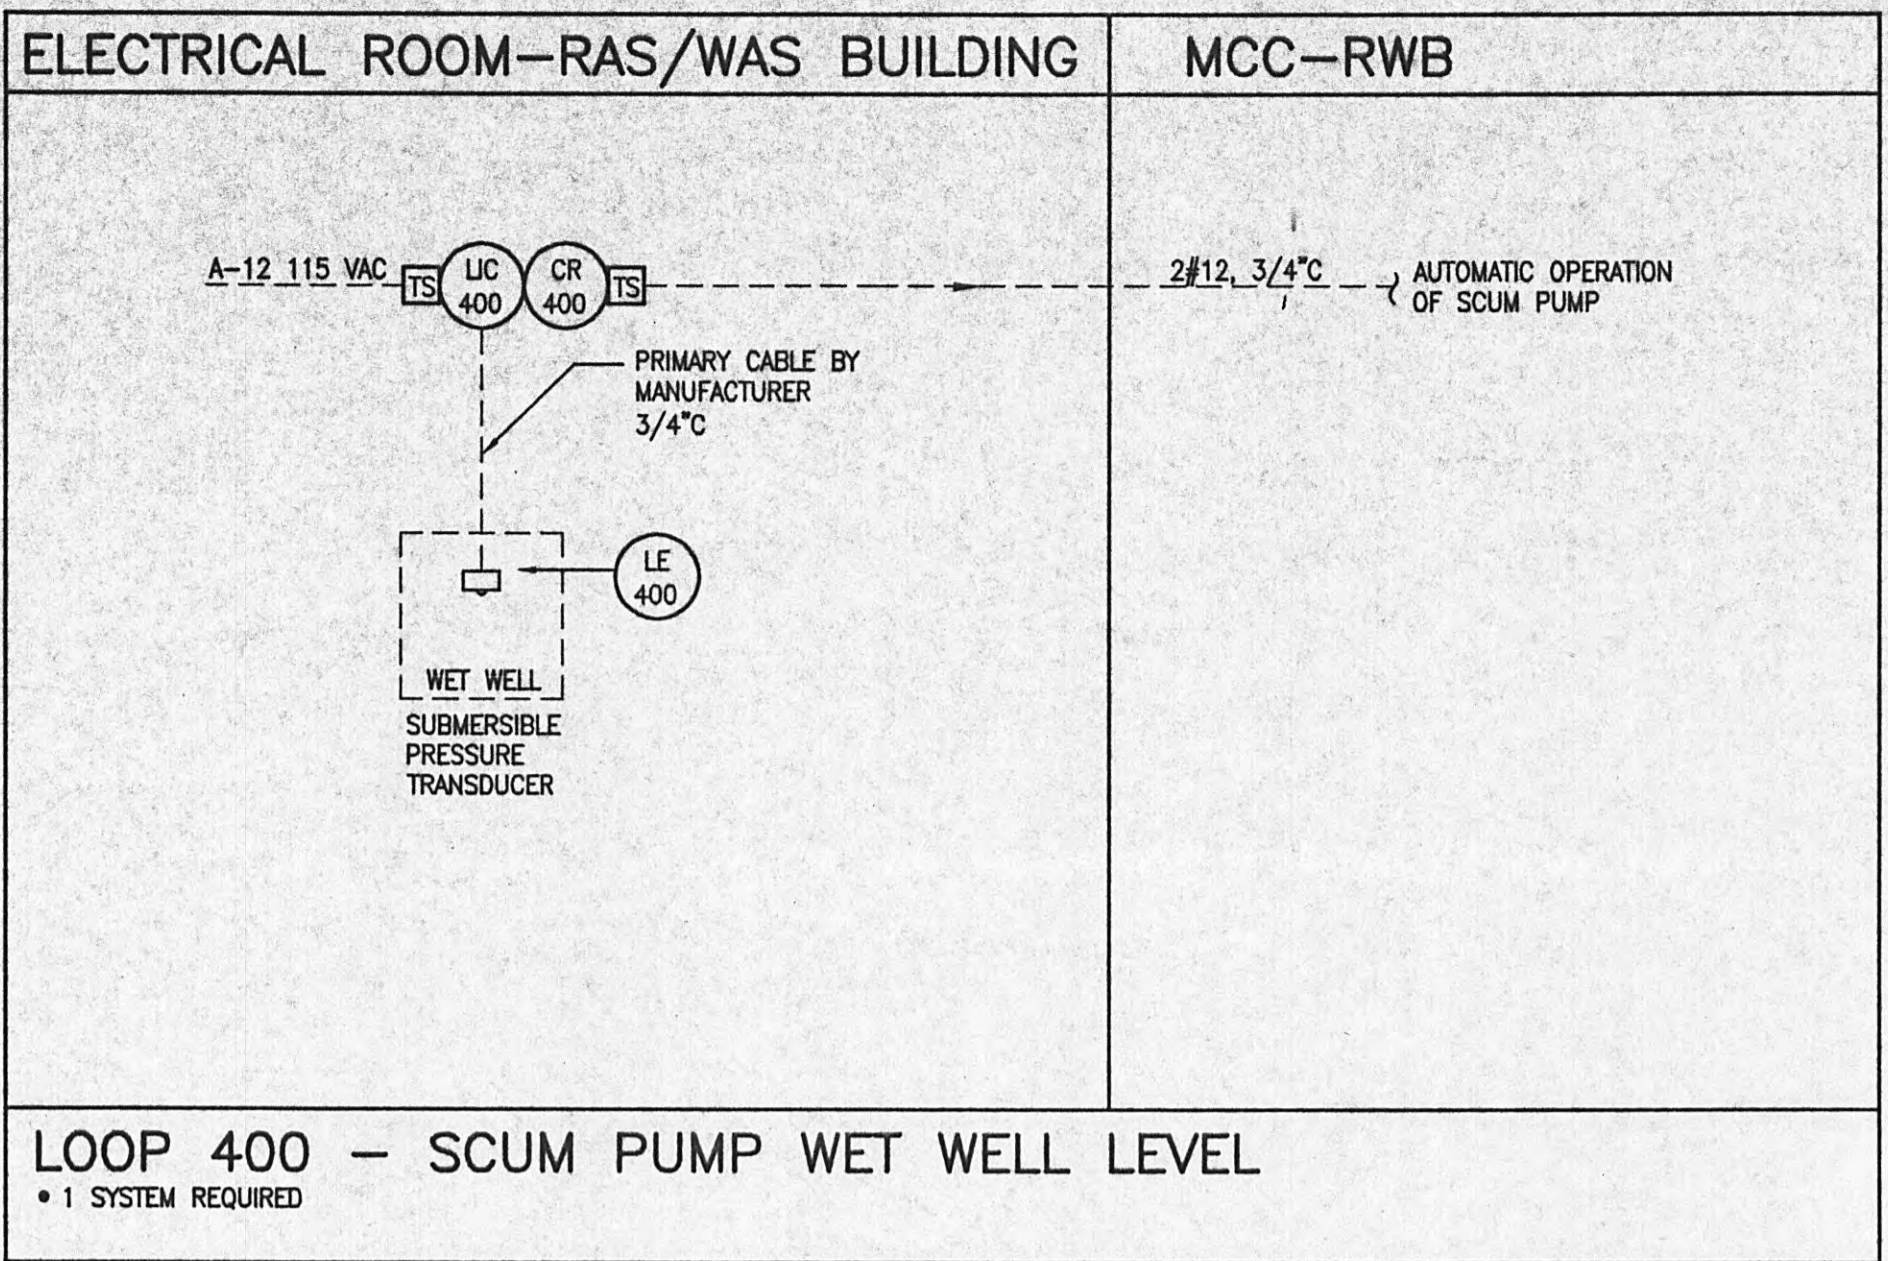 ELECTRICAL ROOM-RAS/WAS BUILDING
MCC-RWB
A-12 115 VAC
TS
LIC
400
CR
400
TS
2#12, 3/4"C
AUTOMATIC OPERATION
OF SCUM PUMP
PRIMARY CABLE BY
MANUFACTURER
3/4"C
LE
400
WET WELL
SUBMERSIBLE
PRESSURE
TRANSDUCER
LOOP 400 - SCUM PUMP WET WELL LEVEL
• 1 SYSTEM REQUIRED